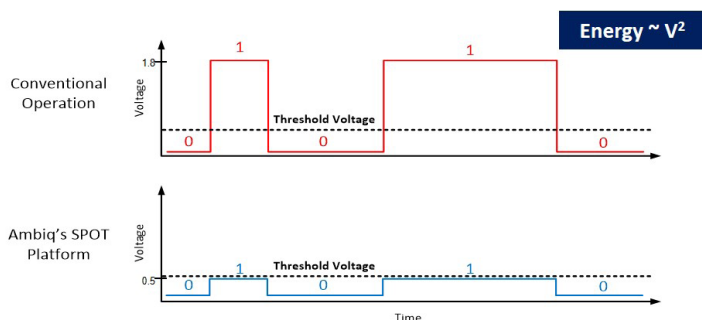 Energy ~ V²
Conventional
Operation
Voltage
1.8
1
1
Threshold Voltage
0
0
0
Ambiq's SPOT
Platform
Voltage
0.5
Threshold Voltage
0
1
0
1
0
Time